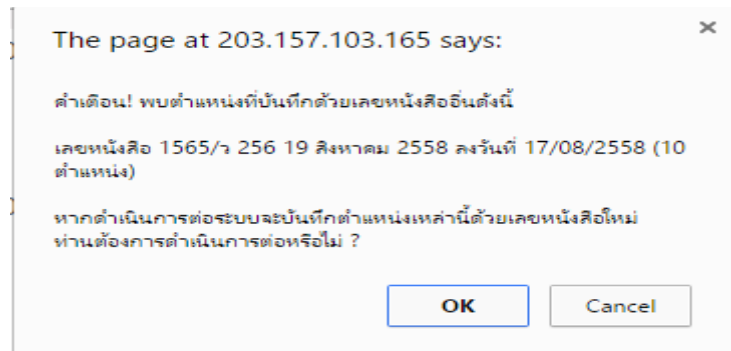 The page at 203.157.103.165 says:
คำเตือน! พบตำแหน่งที่บันทึกด้วยเลขหนังสืออื่นดังนี้
เลขหนังสือ 1565/ว 256 19 สิงหาคม 2558 ลงวันที่ 17/08/2558 (10
ตำแหน่ง)
หากดำเนินการต่อระบบจะบันทึกตำแหน่งเหล่านี้ด้วยเลขหนังสือใหม่
ท่านต้องการดำเนินการต่อหรือไม่ ?
OK Cancel